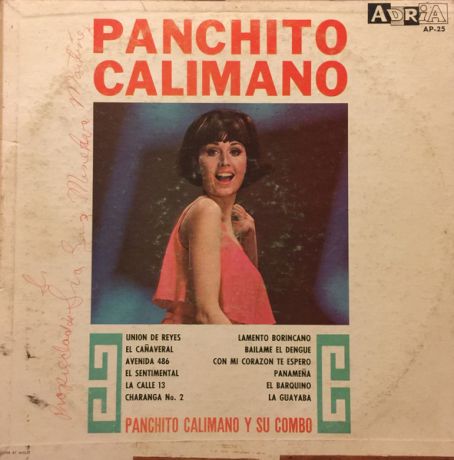 ADRIA
AP-25
PANCHITO
CALIMANO
UNION DE REYES
EL CAÑAVERAL
AVENIDA 486
EL SENTIMENTAL
LA CALLE 13
CHARANGA No. 2
LAMENTO BORINCANO
BAILAME EL DENGUE
CON MI CORAZON TE ESPERO
PANAMEÑA
EL BARQUINO
LA GUAYABA
PANCHITO CALIMANO Y SU COMBO